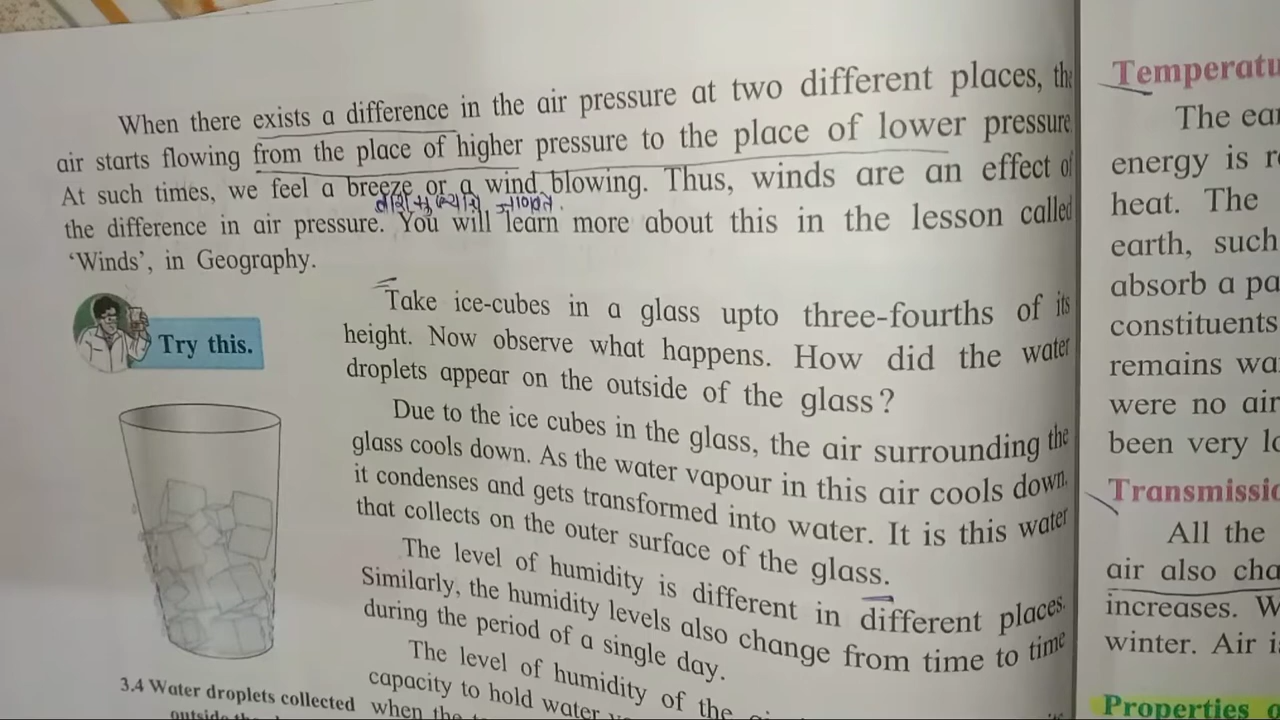 When there exists a difference in the air pressure at two different places, the
air starts flowing from the place of higher pressure to the place of lower pressure
At such times, we feel a breeze or a wind blowing. Thus, winds are an effect of
the difference in air pressure. You will learn more about this in the lesson called
‘Winds’, in Geography.
Try this.
Take ice-cubes in a glass upto three-fourths of its
height. Now observe what happens. How did the water
droplets appear on the outside of the glass?
Due to the ice cubes in the glass, the air surrounding the
glass cools down. As the water vapour in this air cools down,
it condenses and gets transformed into water. It is this water
that collects on the outer surface of the glass.
The level of humidity is different in different places.
Similarly, the humidity levels also change from time to time
during the period of a single day.
The level of humidity of the
capacity to hold water
when the
3.4 Water droplets collected
outside
The
energy is
heat. The
earth, such
absorb a
constituents
remains
were no air
been very
All the
air also
increases.
winter. Air
Properties